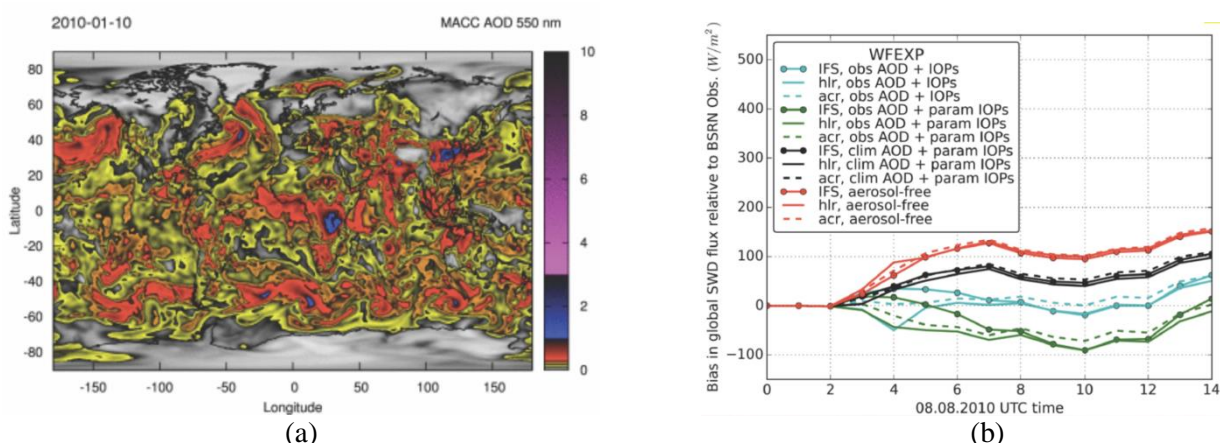 2010-01-10 MACC AOD 550 nm
80
60
40
20
0
-20
-40
-60
-80
Latitude
-150 -100 -50 0 50 100 150
Longitude
10
8
6
4
2
0
(a)
Bias in global SWD flux relative to BSRN Obs. (W/m²)
500
400
300
200
100
0
−100
WFEXP
IFS, obs AOD + IOPs
hlr, obs AOD + IOPs
acr, obs AOD + IOPs
IFS, obs AOD + param IOPs
hlr, obs AOD + param IOPs
acr, obs AOD + param IOPs
IFS, clim AOD + param IOPs
hlr, clim AOD + param IOPs
acr, clim AOD + param IOPs
IFS, aerosol-free
hlr, aerosol-free
acr, aerosol-free
0 2 4 6 8 10 12 14
08.08.2010 UTC time
(b)